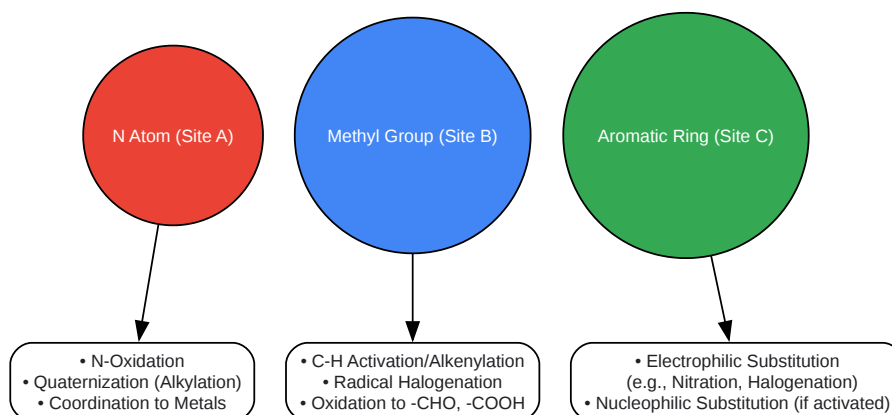 N Atom (Site A)
Methyl Group (Site B)
Aromatic Ring (Site C)
• N-Oxidation
• Quaternization (Alkylation)
• Coordination to Metals
• C-H Activation/Alkenylation
• Radical Halogenation
• Oxidation to -CHO, -COOH
• Electrophilic Substitution
(e.g., Nitration, Halogenation)
• Nucleophilic Substitution (if activated)